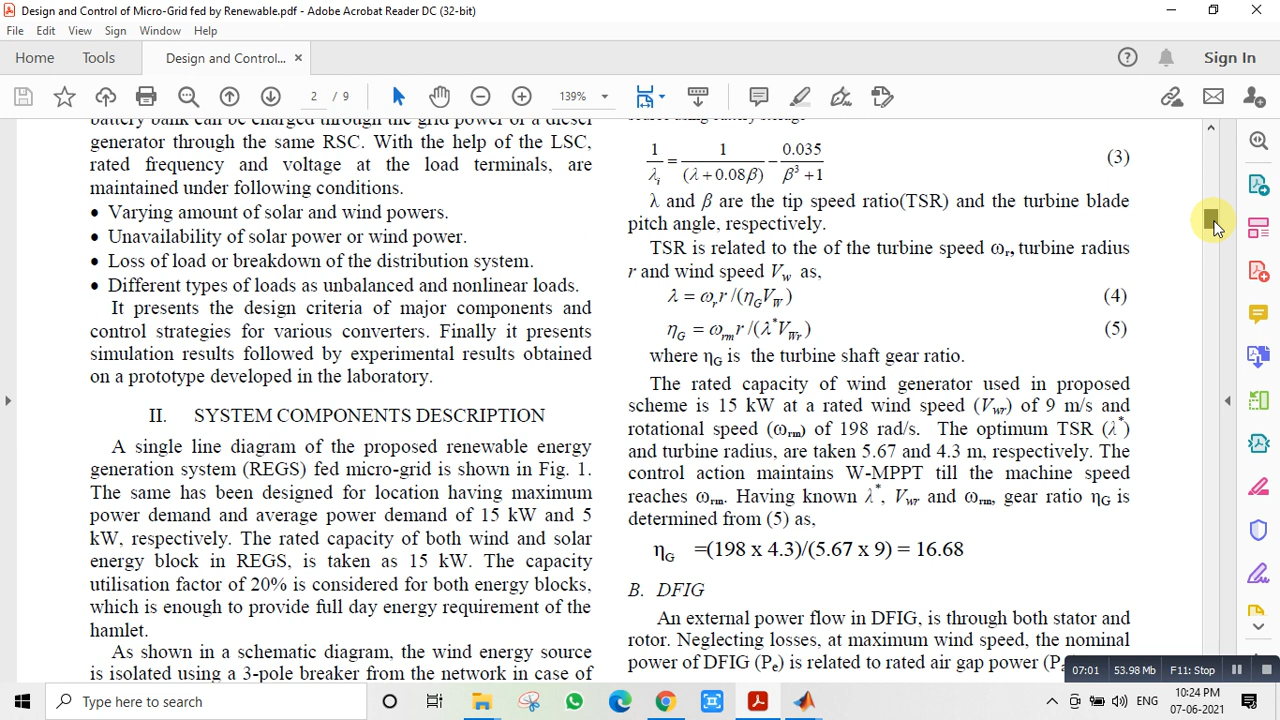 Design and Control of Micro-Grid fed by Renewable.pdf - Adobe Acrobat Reader DC (32-bit)
File Edit View Sign Window Help
Home Tools Design and Control... × Sign In
2 / 9 139%
battery bank can be charged through the grid power or a diesel
generator through the same RSC. With the help of the LSC,
rated frequency and voltage at the load terminals, are
maintained under following conditions.
• Varying amount of solar and wind powers.
• Unavailability of solar power or wind power.
• Loss of load or breakdown of the distribution system.
• Different types of loads as unbalanced and nonlinear loads.
It presents the design criteria of major components and
control strategies for various converters. Finally it presents
simulation results followed by experimental results obtained
on a prototype developed in the laboratory.
II. SYSTEM COMPONENTS DESCRIPTION
A single line diagram of the proposed renewable energy
generation system (REGS) fed micro-grid is shown in Fig. 1.
The same has been designed for location having maximum
power demand and average power demand of 15 kW and 5
kW, respectively. The rated capacity of both wind and solar
energy block in REGS, is taken as 15 kW. The capacity
utilisation factor of 20% is considered for both energy blocks,
which is enough to provide full day energy requirement of the
hamlet.
As shown in a schematic diagram, the wind energy source
is isolated using a 3-pole breaker from the network in case of
1/λi = 1/(λ+0.08β) − 0.035/(β³+1) (3)
λ and β are the tip speed ratio(TSR) and the turbine blade
pitch angle, respectively.
TSR is related to the of the turbine speed ωr, turbine radius
r and wind speed Vw as,
λ = ωr r /(ηG VW) (4)
ηG = ωrm r /(λ* VWr) (5)
where ηG is the turbine shaft gear ratio.
The rated capacity of wind generator used in proposed
scheme is 15 kW at a rated wind speed (Vwr) of 9 m/s and
rotational speed (ωrm) of 198 rad/s. The optimum TSR (λ*)
and turbine radius, are taken 5.67 and 4.3 m, respectively. The
control action maintains W-MPPT till the machine speed
reaches ωrm. Having known λ*, Vwr and ωrm, gear ratio ηG is
determined from (5) as,
ηG =(198 x 4.3)/(5.67 x 9) = 16.68
B. DFIG
An external power flow in DFIG, is through both stator and
rotor. Neglecting losses, at maximum wind speed, the nominal
power of DFIG (Pe) is related to rated air gap power (P
07:01 53.98 Mb F11: Stop
Type here to search
ENG
10:24 PM
07-06-2021